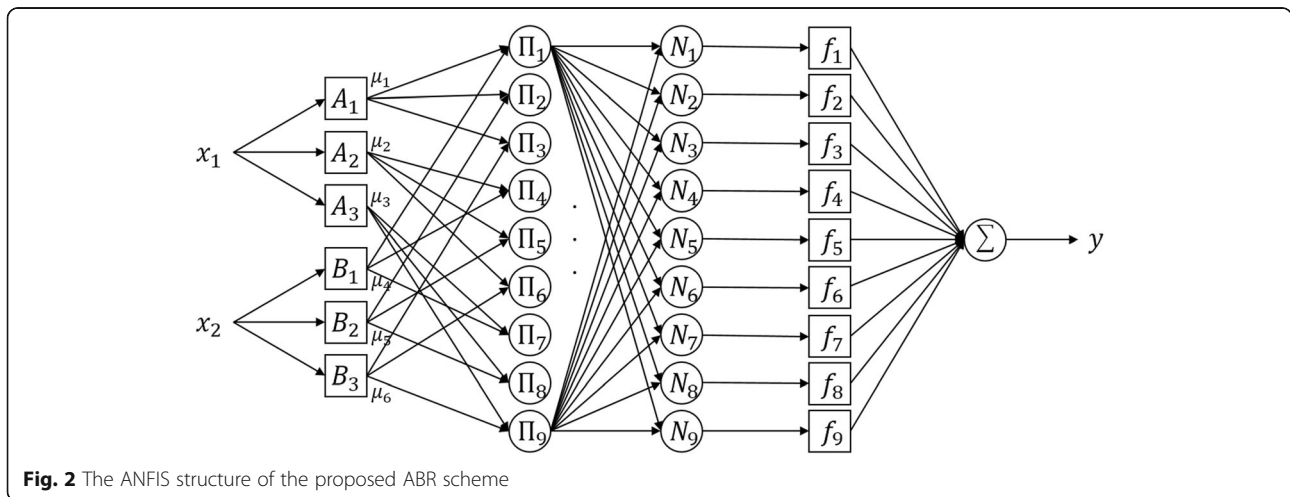 x₁
x₂
A₁
A₂
A₃
B₁
B₂
B₃
μ₁
μ₂
μ₃
μ₄
μ₅
μ₆
Π₁
Π₂
Π₃
Π₄
Π₅
Π₆
Π₇
Π₈
Π₉
N₁
N₂
N₃
N₄
N₅
N₆
N₇
N₈
N₉
f₁
f₂
f₃
f₄
f₅
f₆
f₇
f₈
f₉
Σ
y
Fig. 2 The ANFIS structure of the proposed ABR scheme